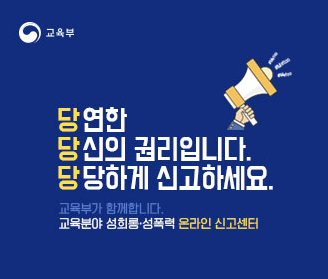 교육부
당연한
당신의 권리입니다.
당당하게 신고하세요.
교육부가 함께합니다.
교육분야 성희롱·성폭력 온라인 신고센터